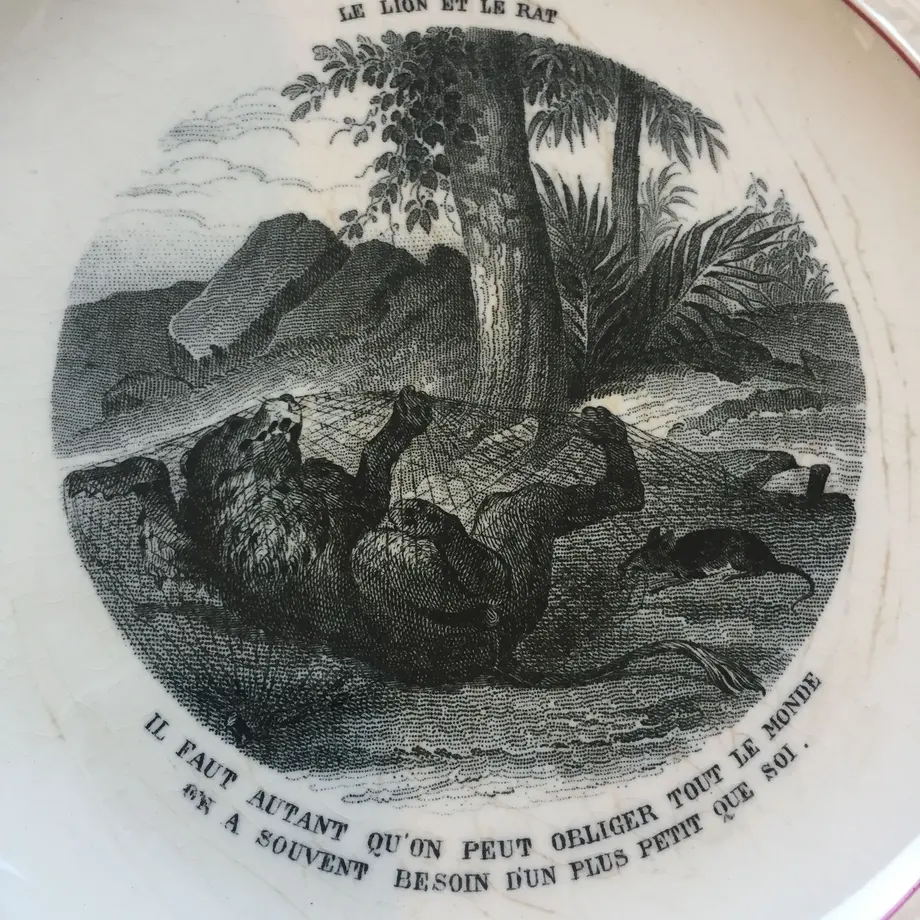 LE LION ET LE RAT
IL FAUT AUTANT QU'ON PEUT OBLIGER TOUT LE MONDE
ON A SOUVENT BESOIN D'UN PLUS PETIT QUE SOI.